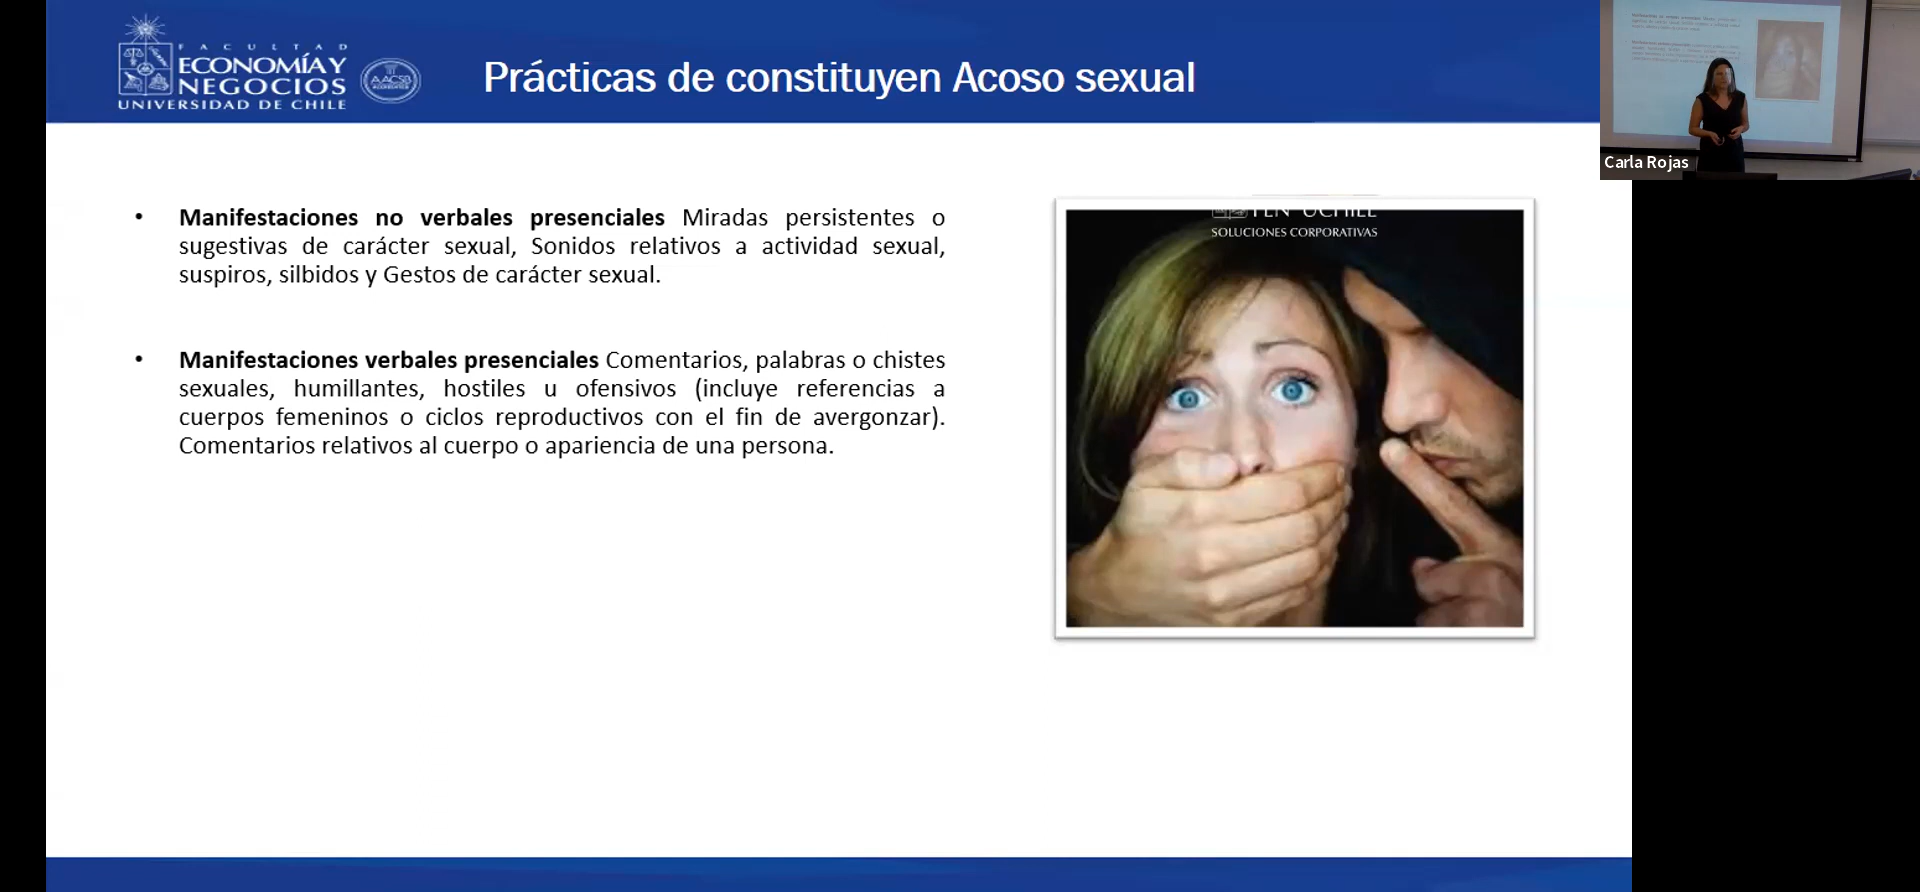 FACULTAD
ECONOMÍA Y
NEGOCIOS
UNIVERSIDAD DE CHILE
AACSB
ACCREDITED
Prácticas de constituyen Acoso sexual
Carla Rojas
• Manifestaciones no verbales presenciales Miradas persistentes o
sugestivas de carácter sexual, Sonidos relativos a actividad sexual,
suspiros, silbidos y Gestos de carácter sexual.
• Manifestaciones verbales presenciales Comentarios, palabras o chistes
sexuales, humillantes, hostiles u ofensivos (incluye referencias a
cuerpos femeninos o ciclos reproductivos con el fin de avergonzar).
Comentarios relativos al cuerpo o apariencia de una persona.
FEN UCHILE
SOLUCIONES CORPORATIVAS